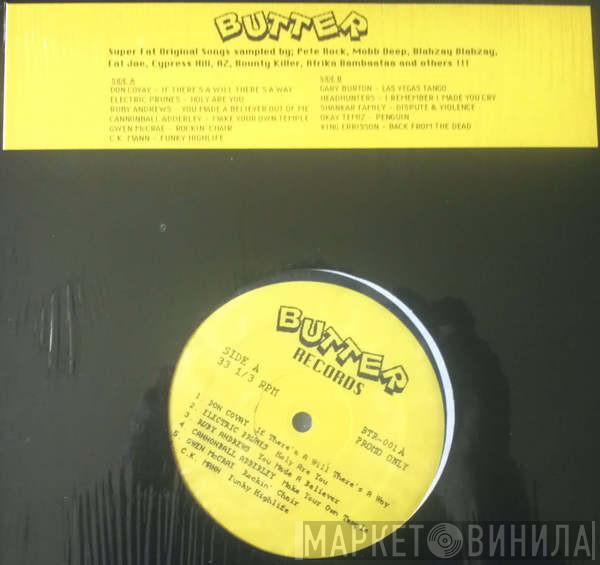 BUTTER
Super Fat Original Songs sampled by; Pete Rock, Mobb Deep, Blahzay Blahzay,
Fat Joe, Cypress Hill, AZ, Bounty Killer, Afrika Bambaataa and others !!!
SIDE A
DON COVAY - IF THERE'S A WILL THERE'S A WAY
ELECTRIC PRUNES - HOLY ARE YOU
RUBY ANDREWS - YOU MADE A BELIEVER OUT OF ME
CANNINBALL ADDERLEY - MAKE YOUR OWN TEMPLE
GWEN McCRAE - ROCKIN' CHAIR
C.K. MANN - FUNKY HIGHLIFE
SIDE B
GARY BURTON - LAS VEGAS TANGO
HEADHUNTERS - I REMEMBER I MADE YOU CRY
SHANKAR FAMILY - DISPUTE & VIOLENCE
OKAY TEMIZ - PENGUIN
KING ERRISSON - BACK FROM THE DEAD
BUTTER
RECORDS
SIDE A
33 1/3 RPM
BTR-001A
PROMO ONLY
1. DON COVAY If There's A Will There's A Way
2. ELECTRIC PRUNES Holy Are You
3. RUBY ANDREWS You Made A Believer
4. CANNONBALL ADDERLEY Make Your Own Temple
5. GWEN McCRAE Rockin' Chair
C.K. MANN Funky Highlife
МАРКЕТ ВИНИЛА